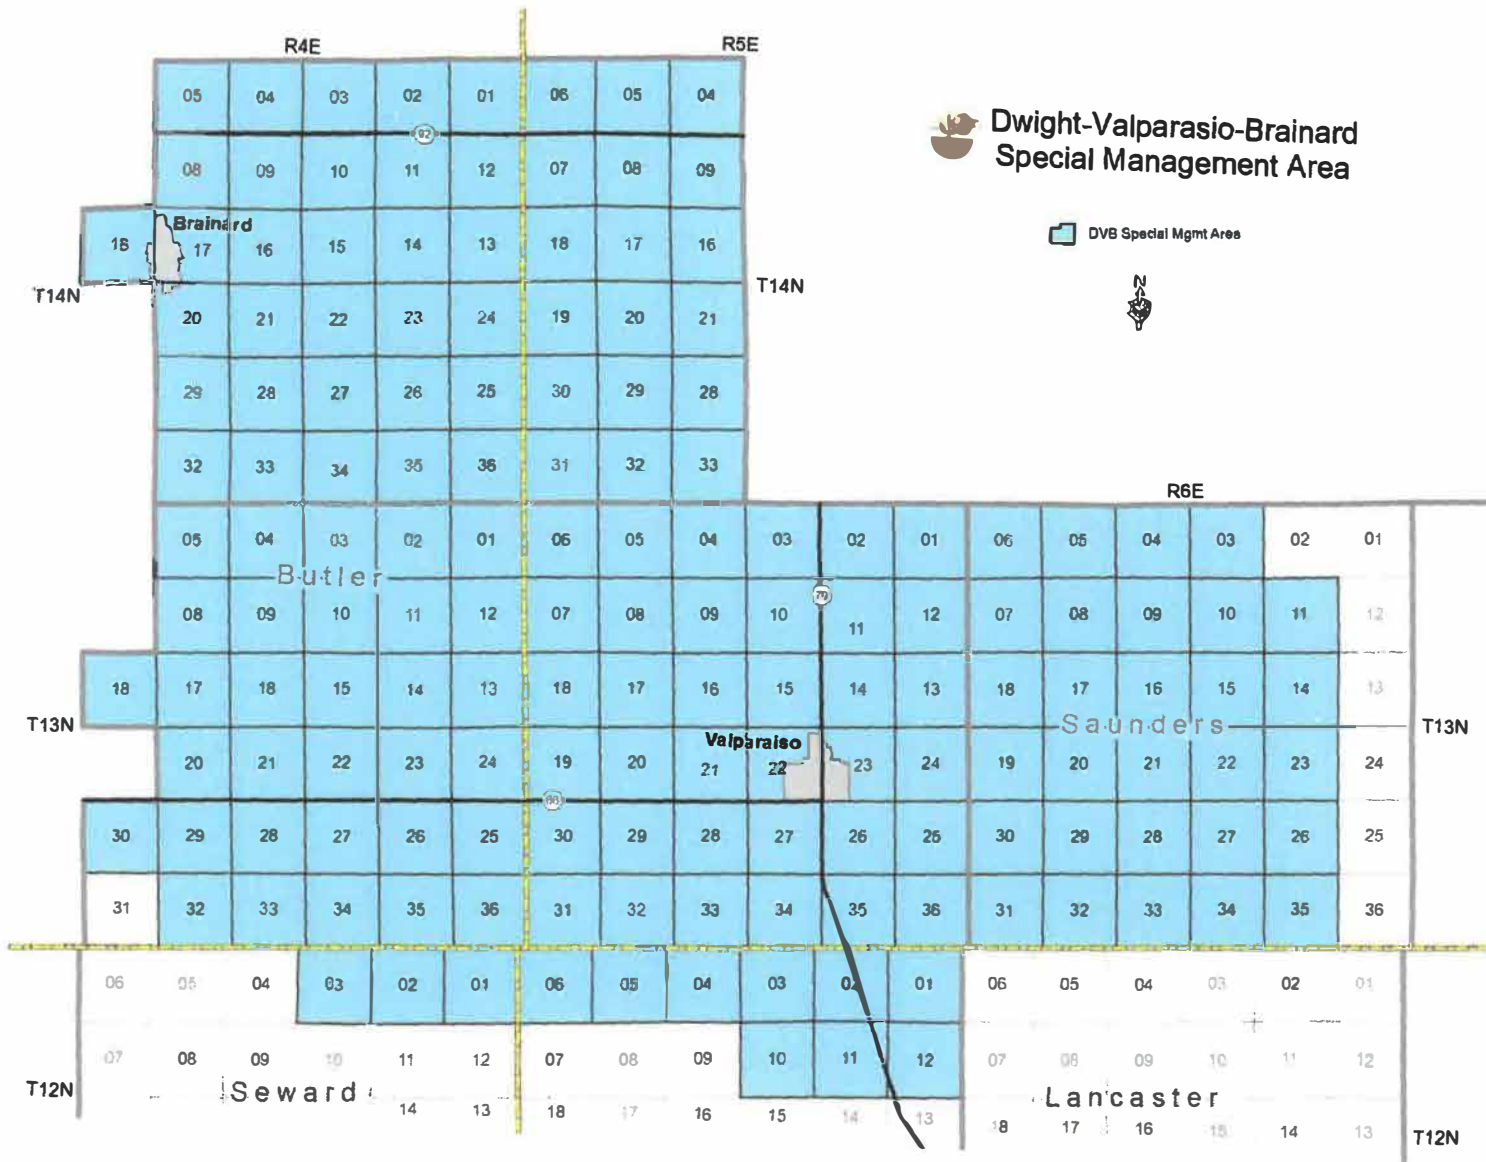 R4E R5E
05 04 03 02 01 06 05 04
92
Dwight-Valparasio-Brainard
Special Management Area
08 09 10 11 12 07 08 09
Brainard
18 17 16 15 14 13 18 17 16
DVB Special Mgmt Area
N
T14N T14N
20 21 22 23 24 19 20 21
29 28 27 26 25 30 29 28
32 33 34 35 36 31 32 33
R6E
05 04 03 02 01 06 05 04 03 02 01 06 05 04 03 02 01
Butler
79
08 09 10 11 12 07 08 09 10 11 12 07 08 09 10 11 12
18 17 18 15 14 13 18 17 16 15 14 13 18 17 16 15 14 13
T13N Saunders T13N
Valparaiso
20 21 22 23 24 19 20 21 22 23 24 19 20 21 22 23 24
66
30 29 28 27 26 25 30 29 28 27 26 25 30 29 28 27 26 25
31 32 33 34 35 36 31 32 33 34 35 36 31 32 33 34 35 36
06 05 04 03 02 01 06 05 04 03 02 01 06 05 04 03 02 01
07 08 09 10 11 12 07 08 09 10 11 12 07 08 09 10 11 12
T12N Seward Lancaster
14 13 18 17 16 15 14 13 18 17 16 15 14 13
T12N